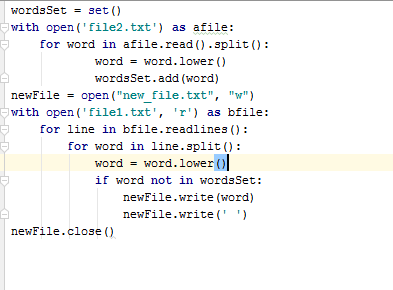 wordsSet = set()
with open('file2.txt') as afile:
    for word in afile.read().split():
            word = word.lower()
            wordsSet.add(word)
newFile = open("new_file.txt", "w")
with open('file1.txt', 'r') as bfile:
    for line in bfile.readlines():
        for word in line.split():
            word = word.lower()
            if word not in wordsSet:
                newFile.write(word)
                newFile.write(' ')
newFile.close()